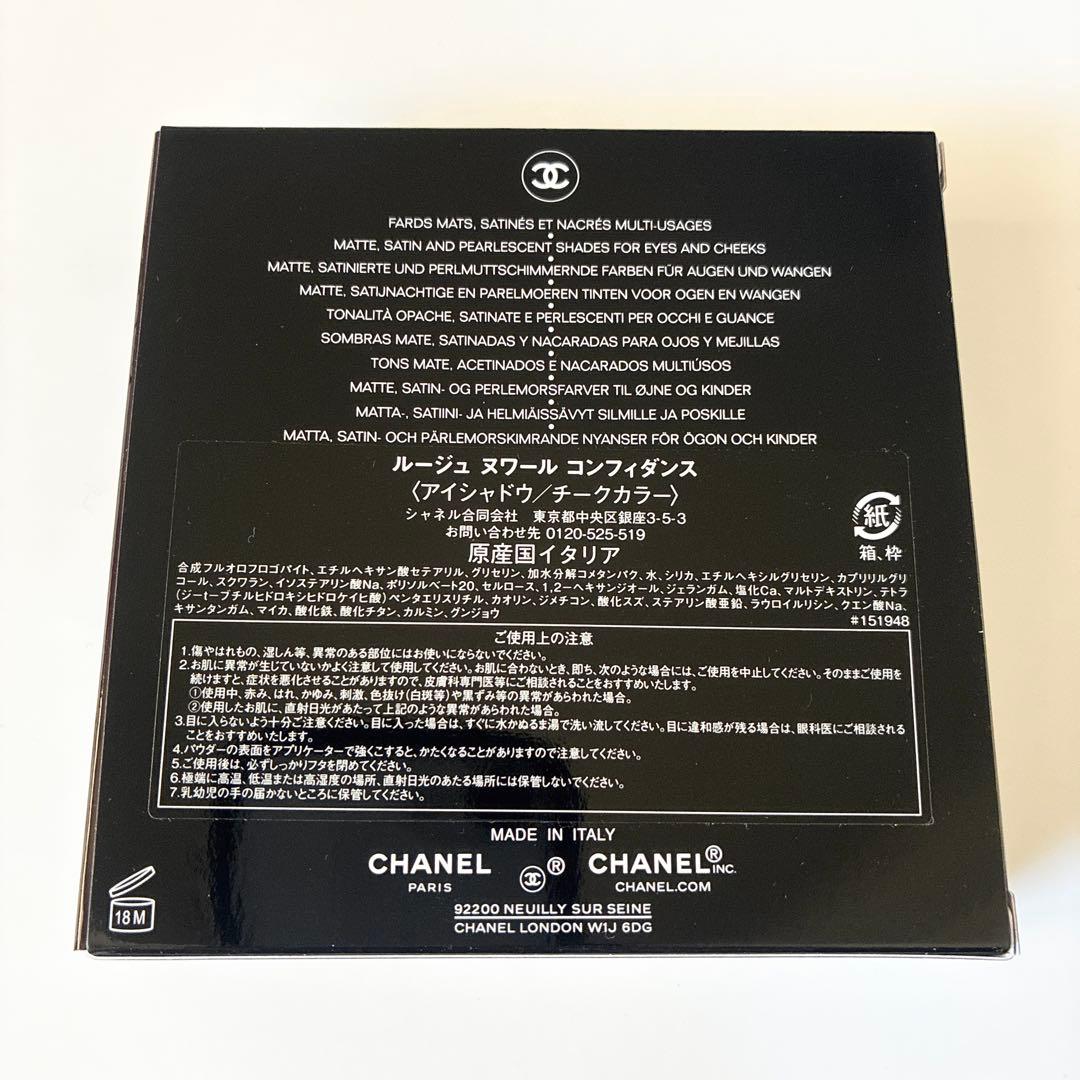 FARDS MATS, SATINÉS ET NACRÉS MULTI-USAGES
MATTE, SATIN AND PEARLESCENT SHADES FOR EYES AND CHEEKS
MATTE, SATINIERTE UND PERLMUTTSCHIMMERNDE FARBEN FÜR AUGEN UND WANGEN
MATTE, SATIJNACHTIGE EN PARELMOEREN TINTEN VOOR OGEN EN WANGEN
TONALITÀ OPACHE, SATINATE E PERLESCENTI PER OCCHI E GUANCE
SOMBRAS MATE, SATINADAS Y NACARADAS PARA OJOS Y MEJILLAS
TONS MATE, ACETINADOS E NACARADOS MULTIÚSOS
MATTE, SATIN- OG PERLEMORSFARVER TIL ØJNE OG KINDER
MATTA-, SATIINI- JA HELMIÄISSÄVYT SILMILLE JA POSKILLE
MATTA, SATIN- OCH PÄRLEMORSKIMRANDE NYANSER FÖR ÖGON OCH KINDER
ルージュ ヌワール コンフィダンス
〈アイシャドウ/チークカラー〉
シャネル合同会社 東京都中央区銀座3-5-3
お問い合わせ先 0120-525-519
原産国イタリア
紙
箱、枠
合成フルオロフロゴパイト、エチルヘキサン酸セテアリル、グリセリン、加水分解コメタンパク、水、シリカ、エチルヘキシルグリセリン、カプリリルグリ
コール、スクワラン、イソステアリン酸Na、ポリソルベート20、セルロース、1,2-ヘキサンジオール、ジェランガム、塩化Ca、マルトデキストリン、テトラ
(ジ-t-ブチルヒドロキシヒドロケイヒ酸)ペンタエリスリチル、カオリン、ジメチコン、酸化スズ、ステアリン酸亜鉛、ラウロイルリシン、クエン酸Na、
キサンタンガム、マイカ、酸化鉄、酸化チタン、カルミン、グンジョウ
#151948
ご使用上の注意
1.傷やはれもの、湿しん等、異常のある部位にはお使いにならないでください。
2.お肌に異常が生じていないかよく注意して使用してください。お肌に合わないとき、即ち、次のような場合には、ご使用を中止してください。そのままご使用を
続けますと、症状を悪化させることがありますので、皮膚科専門医等にご相談されることをおすすめいたします。
①使用中、赤み、はれ、かゆみ、刺激、色抜け(白斑等)や黒ずみ等の異常があらわれた場合。
②使用したお肌に、直射日光があたって上記のような異常があらわれた場合。
3.目に入らないよう十分ご注意ください。目に入った場合は、すぐに水かぬるま湯で洗い流してください。目に違和感が残る場合は、眼科医にご相談される
ことをおすすめいたします。
4.パウダーの表面をアプリケーターで強くこすると、かたくなることがありますので注意してください。
5.ご使用後は、必ずしっかりフタを閉めてください。
6.極端に高温、低温または高湿度の場所、直射日光のあたる場所には保管しないでください。
7.乳幼児の手の届かないところに保管してください。
MADE IN ITALY
CHANEL ® CHANEL® INC.
PARIS CHANEL.COM
92200 NEUILLY SUR SEINE
CHANEL LONDON W1J 6DG
18 M